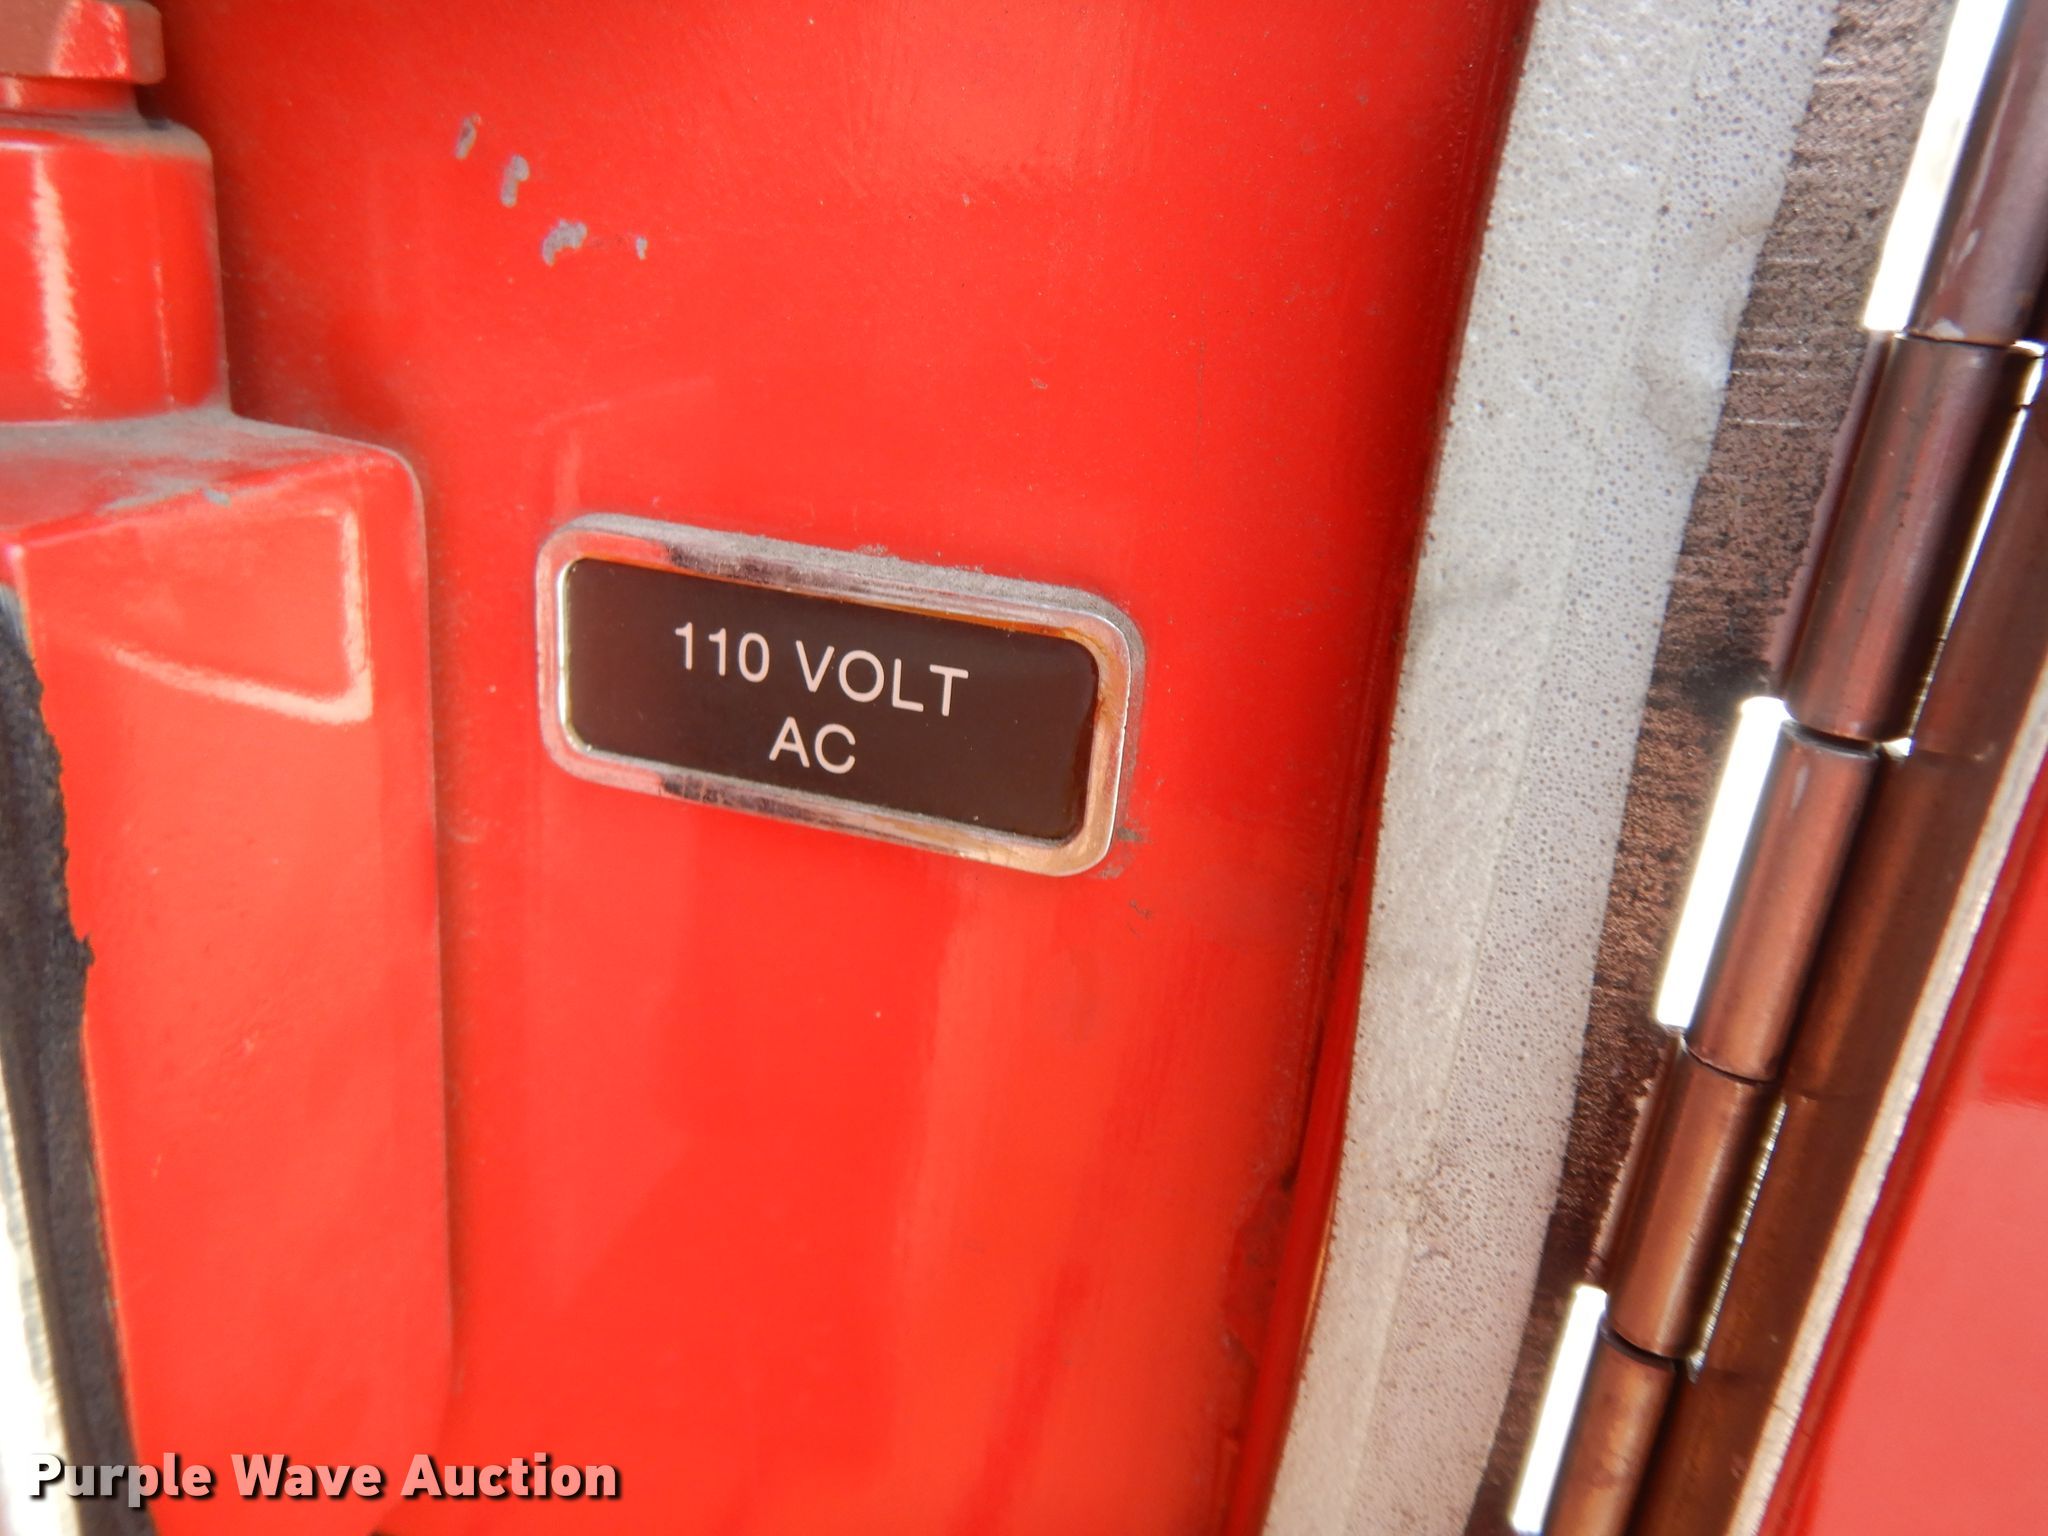 110 VOLT
AC
Purple Wave Auction